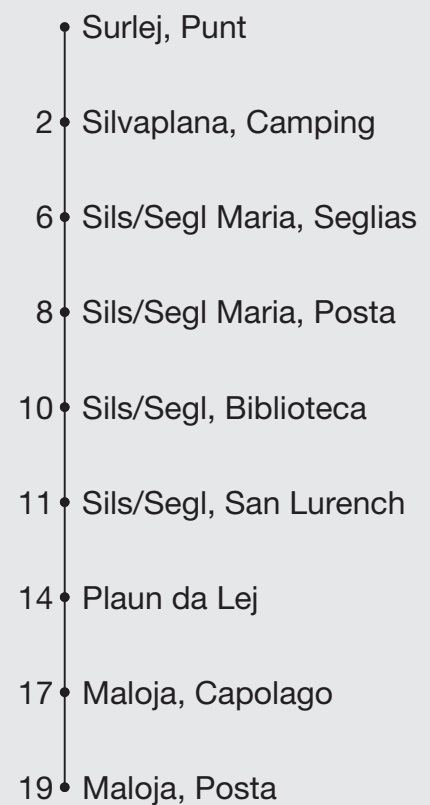 Surlej, Punt
2 Silvaplana, Camping
6 Sils/Segl Maria, Seglias
8 Sils/Segl Maria, Posta
10 Sils/Segl, Biblioteca
11 Sils/Segl, San Lurench
14 Plaun da Lej
17 Maloja, Capolago
19 Maloja, Posta